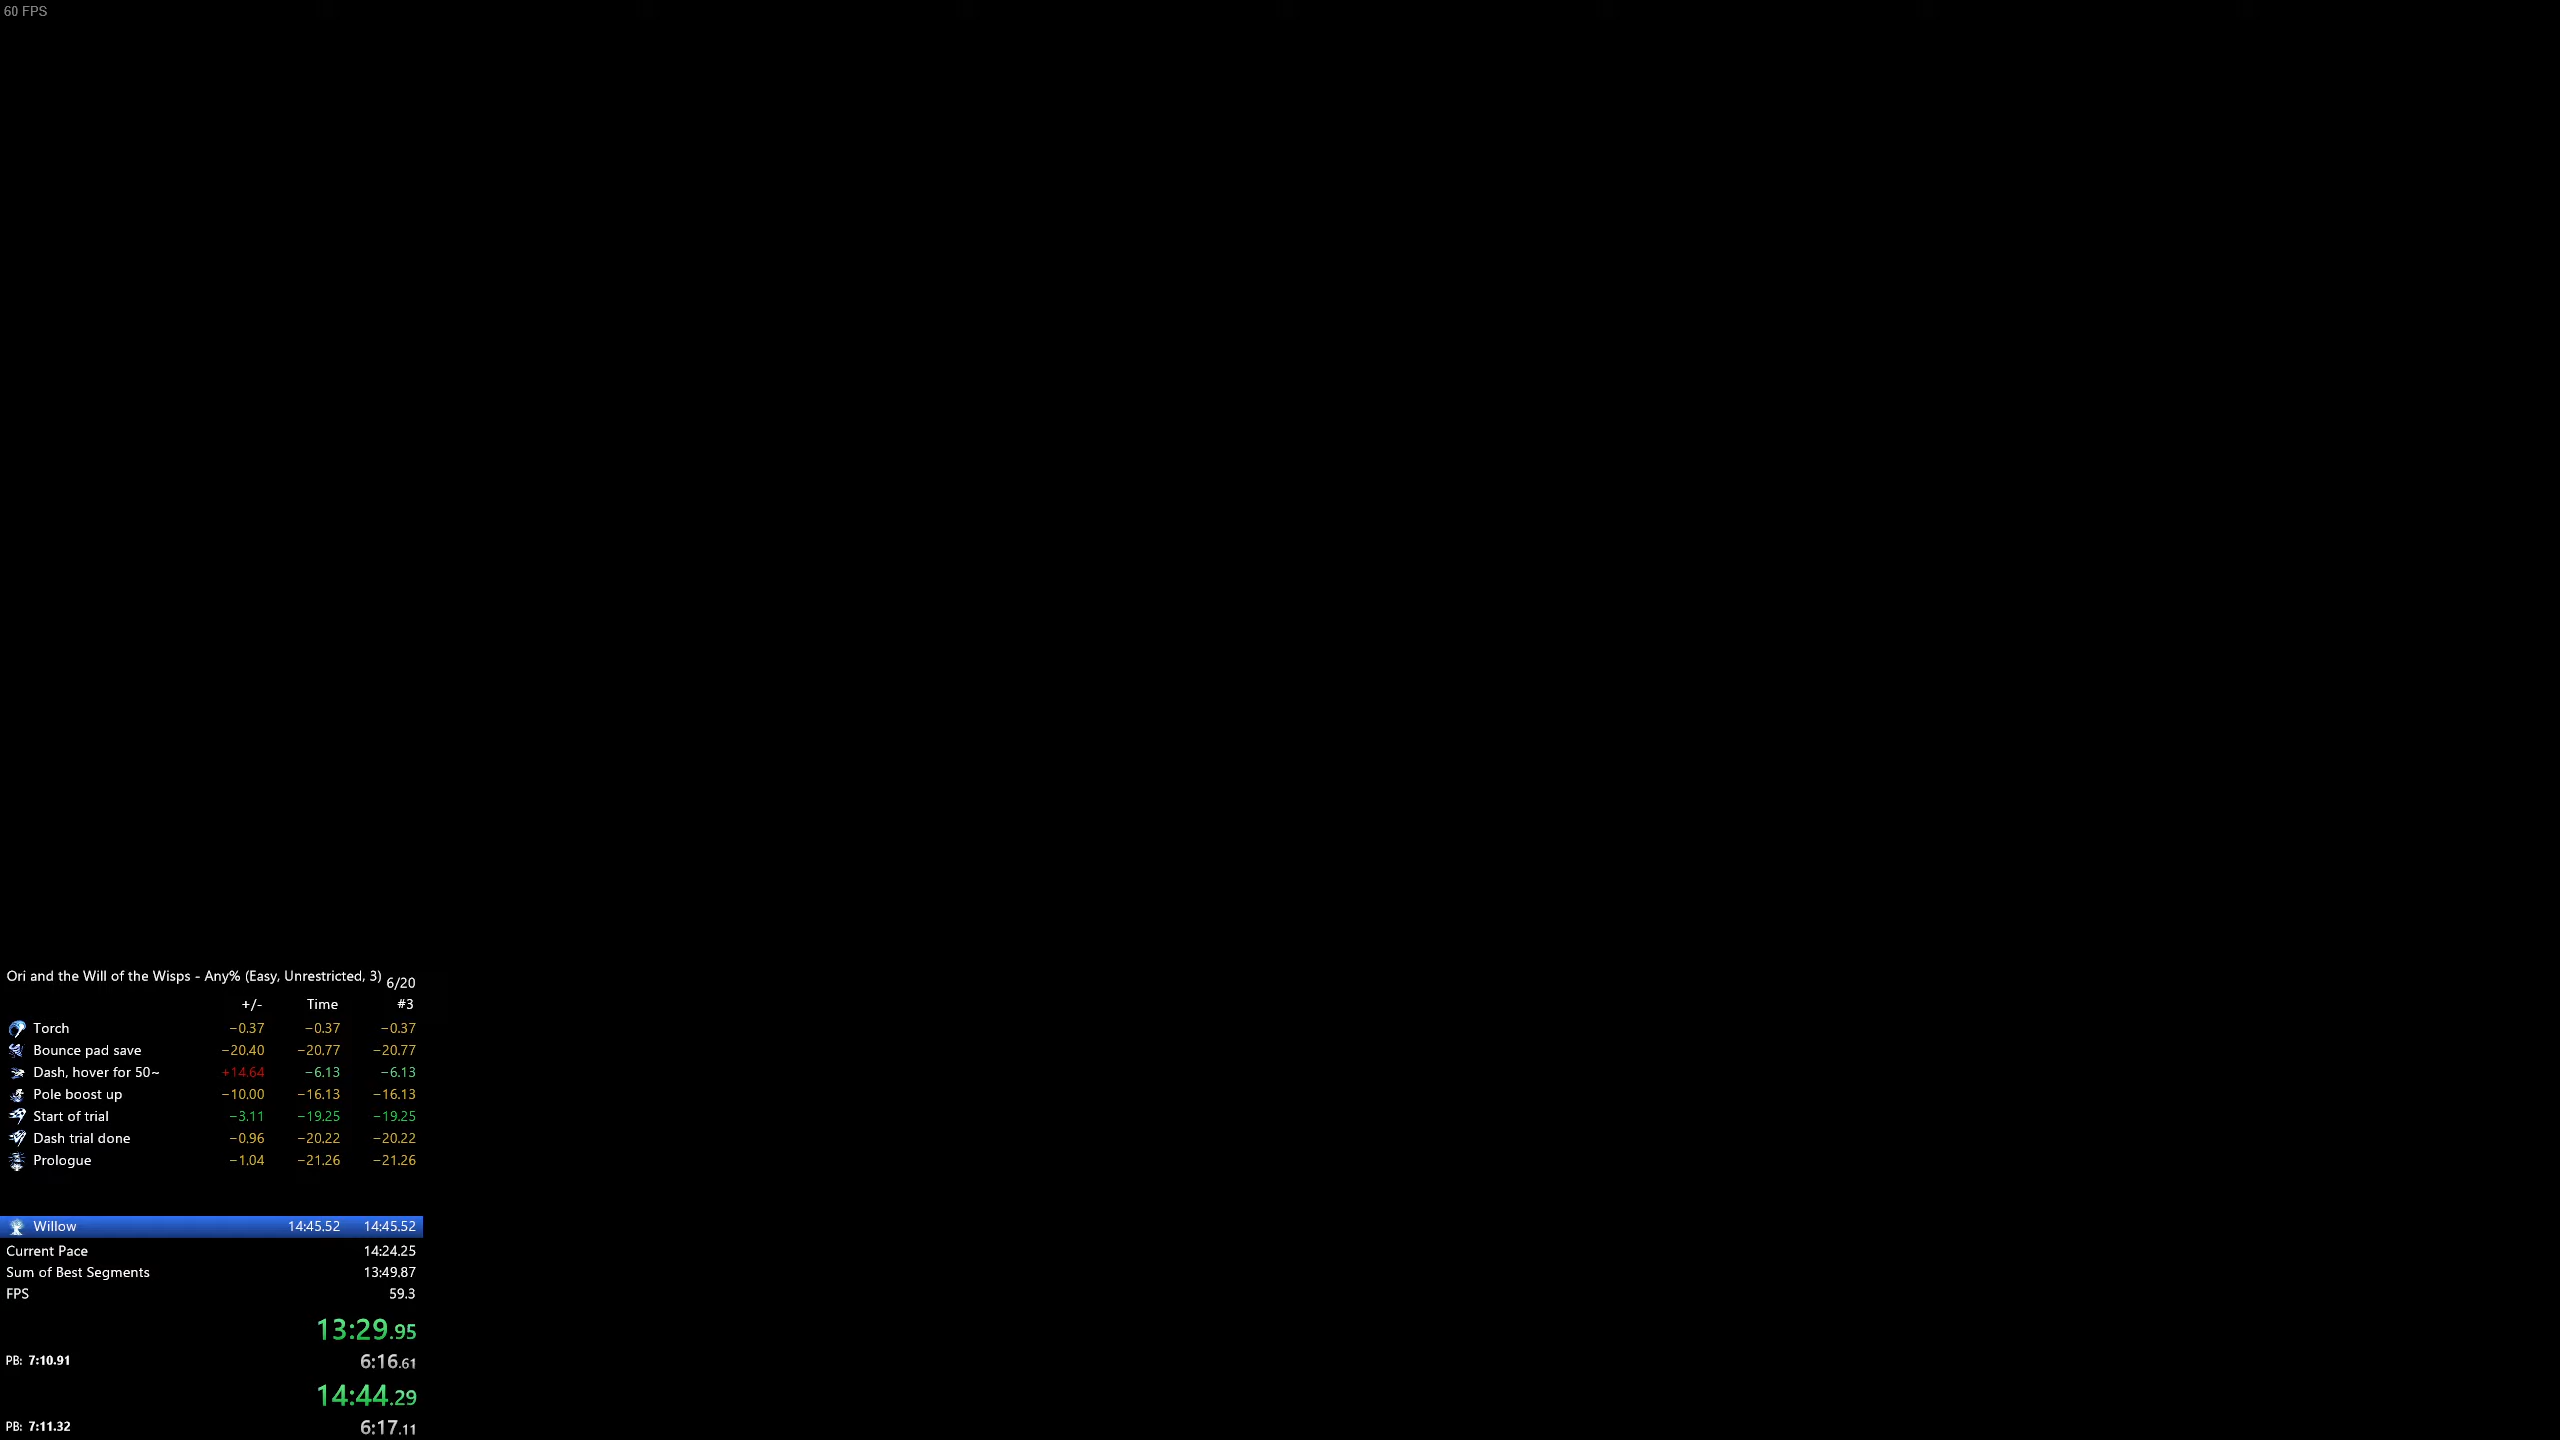 60 FPS
Ori and the Will of the Wisps - Any% (Easy, Unrestricted, 3) 6/20
+/- Time #3
Torch −0.37 −0.37 −0.37
Bounce pad save −20.40 −20.77 −20.77
Dash, hover for 50~ +14.64 −6.13 −6.13
Pole boost up −10.00 −16.13 −16.13
Start of trial −3.11 −19.25 −19.25
Dash trial done −0.96 −20.22 −20.22
Prologue −1.04 −21.26 −21.26
Willow 14:45.52 14:45.52
Current Pace 14:24.25
Sum of Best Segments 13:49.87
FPS 59.3
13:29.95
PB: 7:10.91 6:16.61
14:44.29
PB: 7:11.32 6:17.11